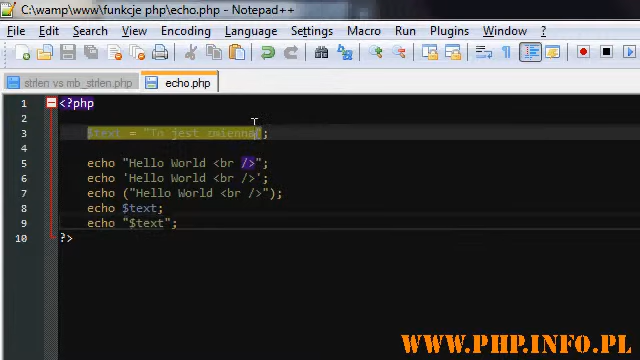 C:\wamp\www\funkcje php\echo.php - Notepad++
File Edit Search View Encoding Language Settings Macro Run Plugins Window ?
strlen vs mb_strlen.php echo.php
1 <?php
2
3 $text = "To jest zmienna";
4
5 echo "Hello World <br />";
6 echo 'Hello World <br />';
7 echo ("Hello World <br />");
8 echo $text;
9 echo "$text";
10 ?>
WWW.PHP.INFO.PL